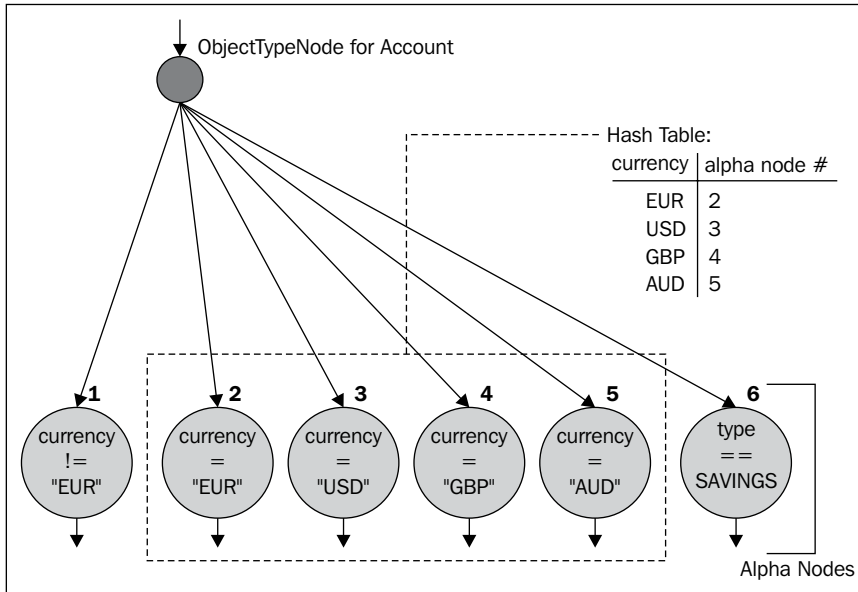 ObjectTypeNode for Account
Hash Table:
currency alpha node #
EUR 2
USD 3
GBP 4
AUD 5
1
currency
!=
"EUR"
2
currency
=
"EUR"
3
currency
=
"USD"
4
currency
=
"GBP"
5
currency
=
"AUD"
6
type
==
SAVINGS
Alpha Nodes